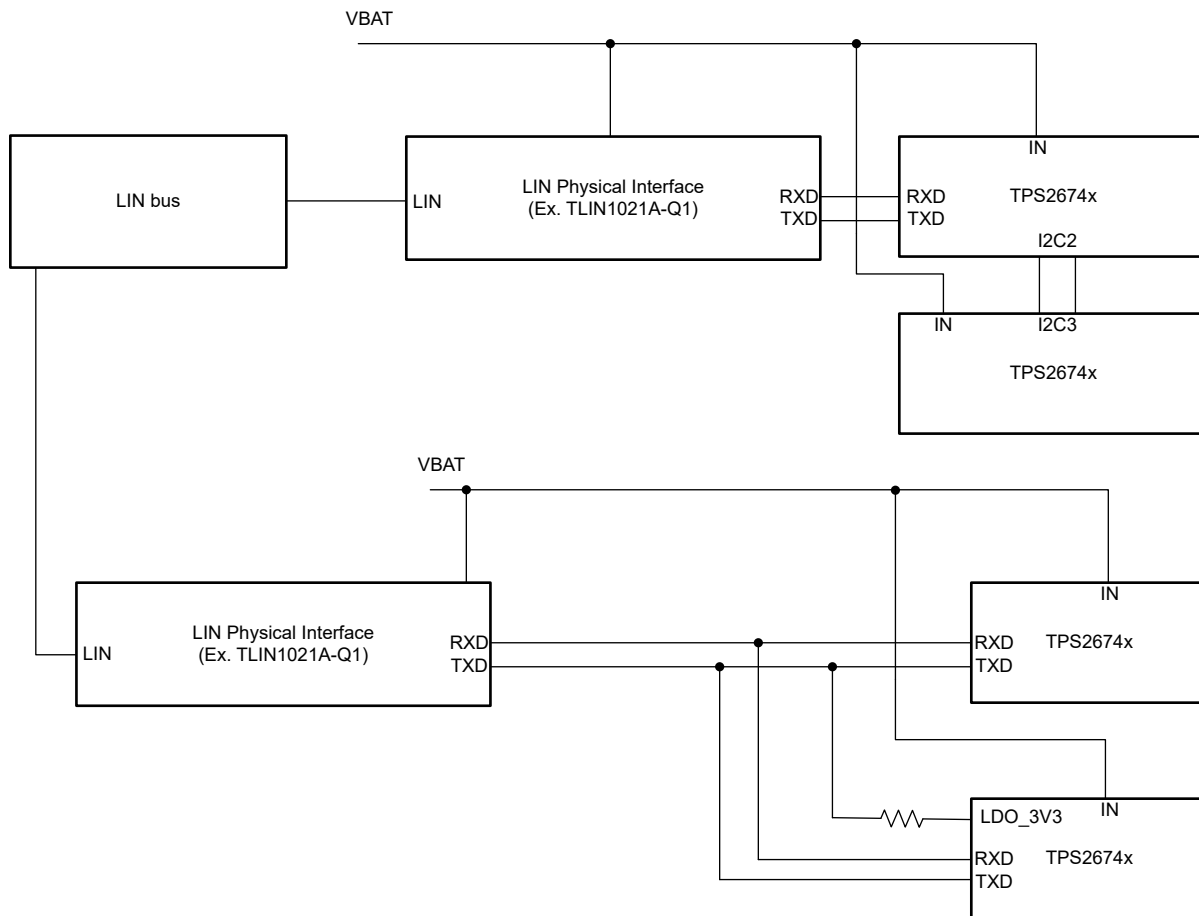 VBAT
LIN bus
LIN
LIN Physical Interface
(Ex. TLIN1021A-Q1)
RXD
TXD
IN
RXD
TXD
TPS2674x
I2C2
IN
I2C3
TPS2674x
VBAT
LIN
LIN Physical Interface
(Ex. TLIN1021A-Q1)
RXD
TXD
IN
RXD
TXD
TPS2674x
IN
LDO_3V3
RXD
TXD
TPS2674x